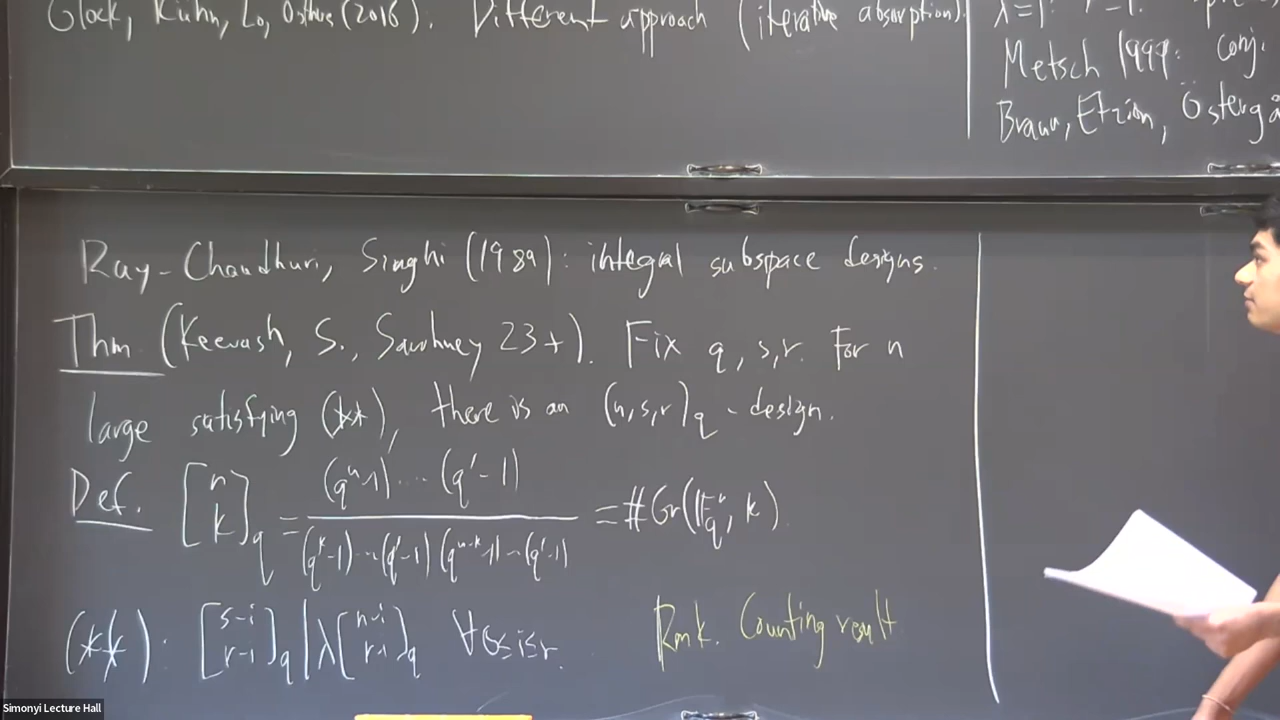 Glock, Kühn, Lo, Osthus (2016). Different approach (iterative absorption).
λ=1:
Metsch 1999: conj.
Braun, Etzion, Östergå
Ray-Chaudhuri, Singhi (1989): integral subspace designs.
Thm (Keevash, S., Sawhney 23+). Fix q, s, r. For n
large satisfying (**), there is an (n,s,r)_q - design.
Def. [n k]_q = (q^n-1)...(q^1-1) / (q^k-1)...(q^1-1)(q^{n-k}-1)...(q^1-1) = #Gr(F_q^n, k)
(**): [s-i r-i]_q | λ[n-i r-i]_q ∀0≤i≤r.
Rmk. Counting result
Simonyi Lecture Hall